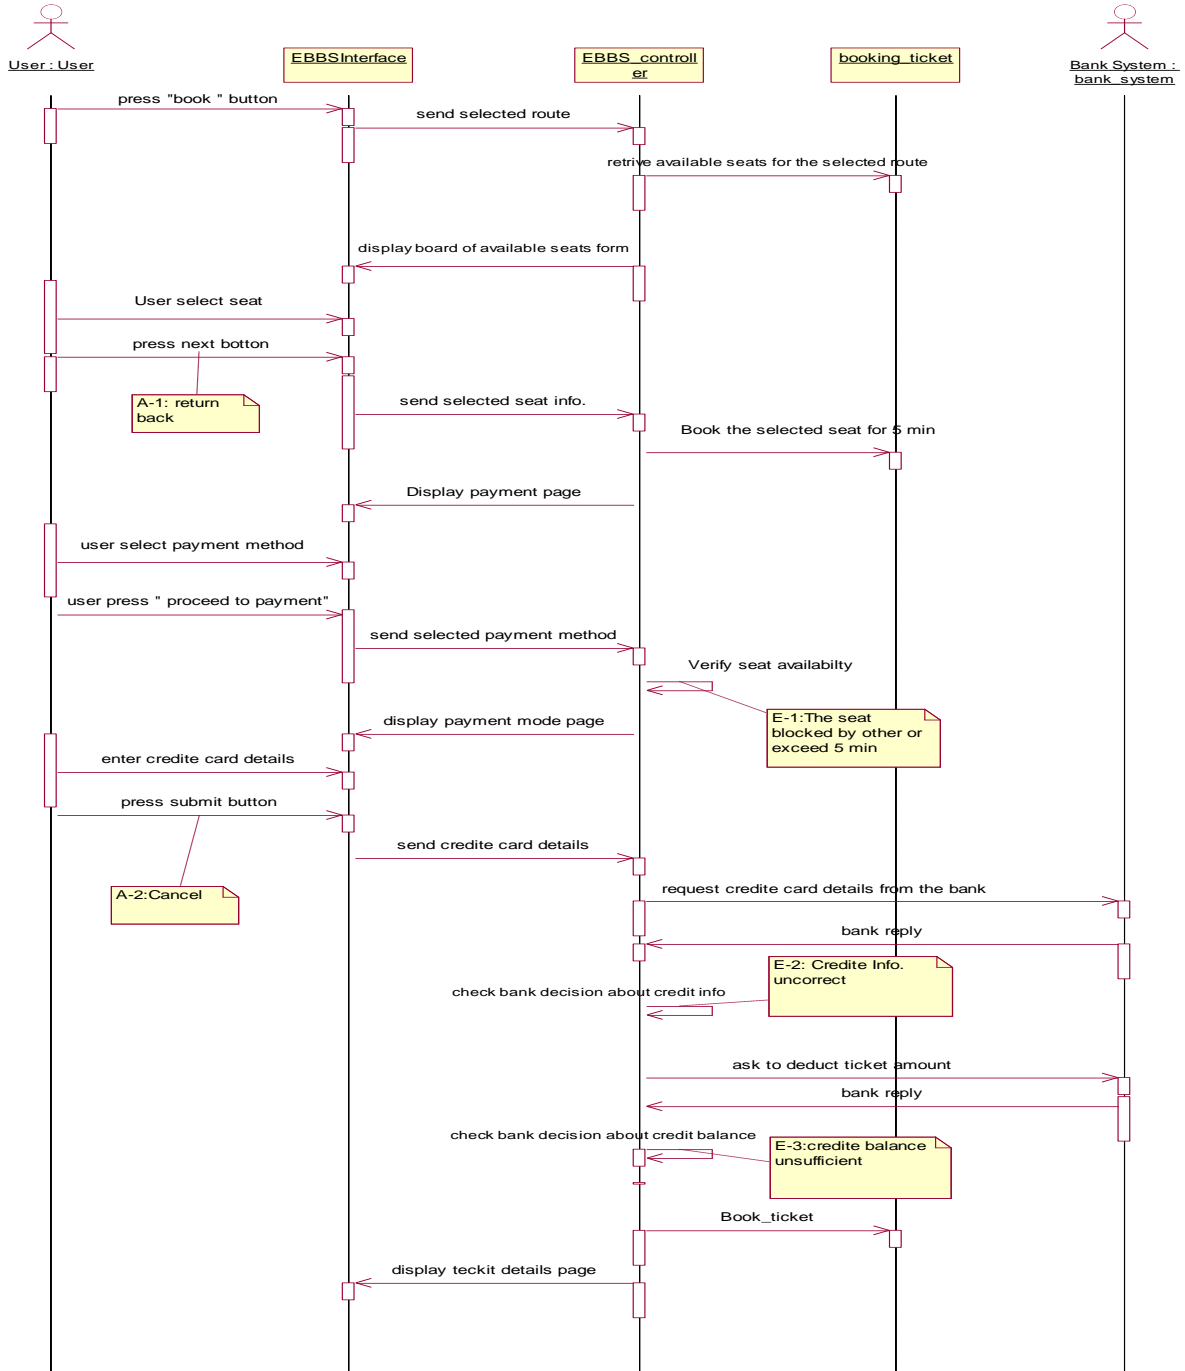 User : User
EBBSInterface
EBBS_controll
er
booking_ticket
Bank System :
bank_system
press "book " button
send selected route
retrive available seats for the selected route
display board of available seats form
User select seat
press next botton
A-1: return
back
send selected seat info.
Book the selected seat for 5 min
Display payment page
user select payment method
user press " proceed to payment"
send selected payment method
Verify seat availabilty
E-1:The seat
blocked by other or
exceed 5 min
display payment mode page
enter credite card details
press submit button
send credite card details
A-2:Cancel
request credite card details from the bank
bank reply
E-2: Credite Info.
uncorrect
check bank decision about credit info
ask to deduct ticket amount
bank reply
check bank decision about credit balance
E-3:credite balance
unsufficient
Book_ticket
display teckit details page